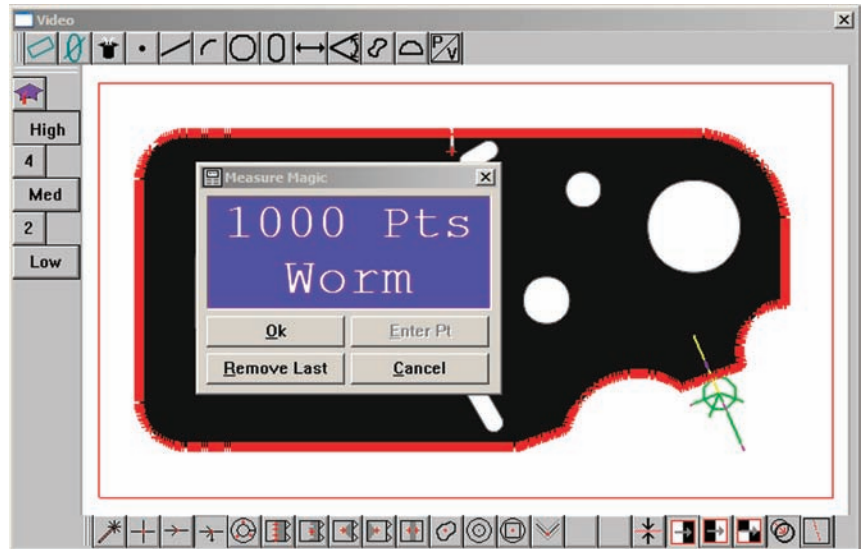 Video
P/V
High
4
Med
2
Low
Measure Magic
1000 Pts
Worm
Ok
Enter Pt
Remove Last
Cancel